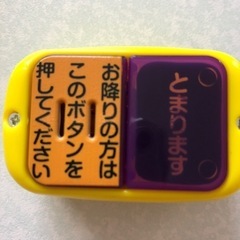 お降りの方は
このボタンを
押してください
とまります